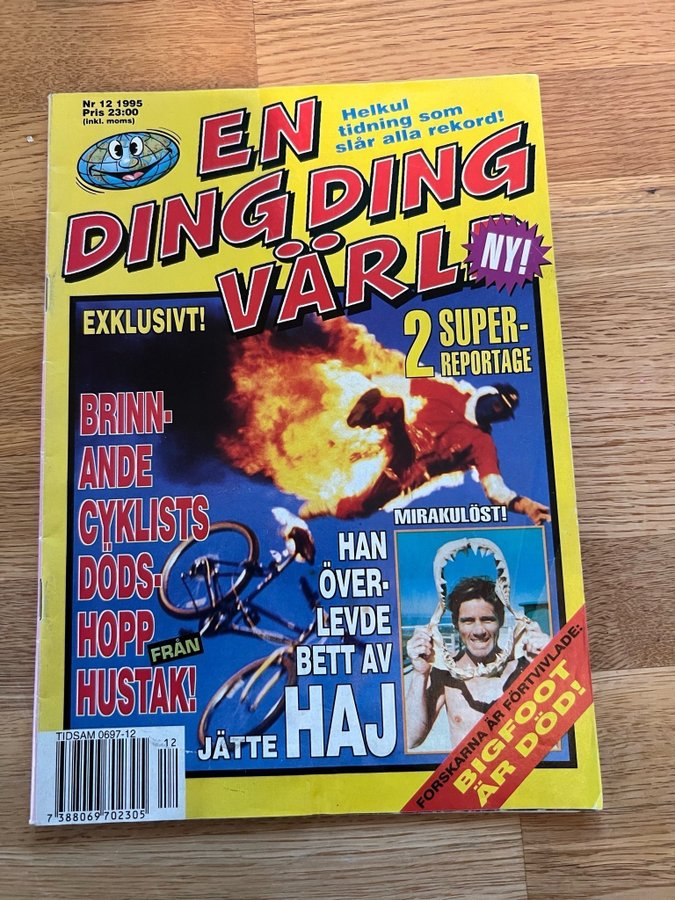 Nr 12 1995
Pris 23:00
(inkl. moms)
Helkul
tidning som
slår alla rekord!
EN
DING DING
VÄRL
NY!
EXKLUSIVT!
2 SUPER-
REPORTAGE
BRINN-
ANDE
CYKLISTS
DÖDS-
HOPP
FRÅN
HUSTAK!
MIRAKULÖST!
HAN
ÖVER-
LEVDE
BETT AV
JÄTTE HAJ
FORSKARNA ÄR FÖRTVIVLADE:
BIGFOOT
ÄR DÖD!
TIDSAM 0697-12
12
7 388069 702305